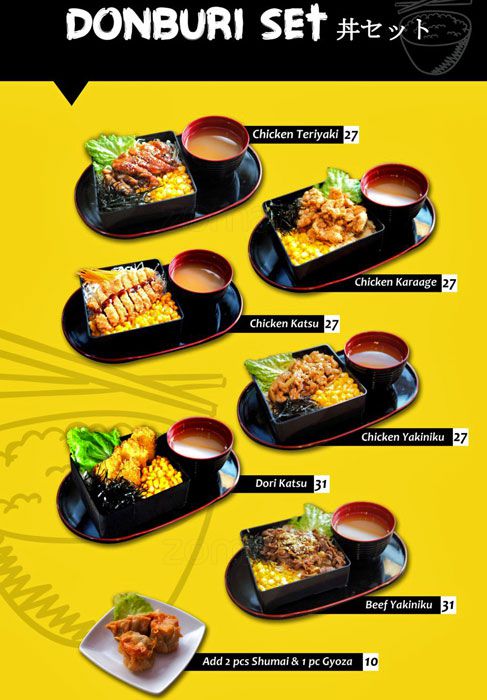 DONBURI SET 丼セット
Chicken Teriyaki 27
Chicken Karaage 27
Chicken Katsu 27
Chicken Yakiniku 27
Dori Katsu 31
Beef Yakiniku 31
Add 2 pcs Shumai & 1 pc Gyoza 10